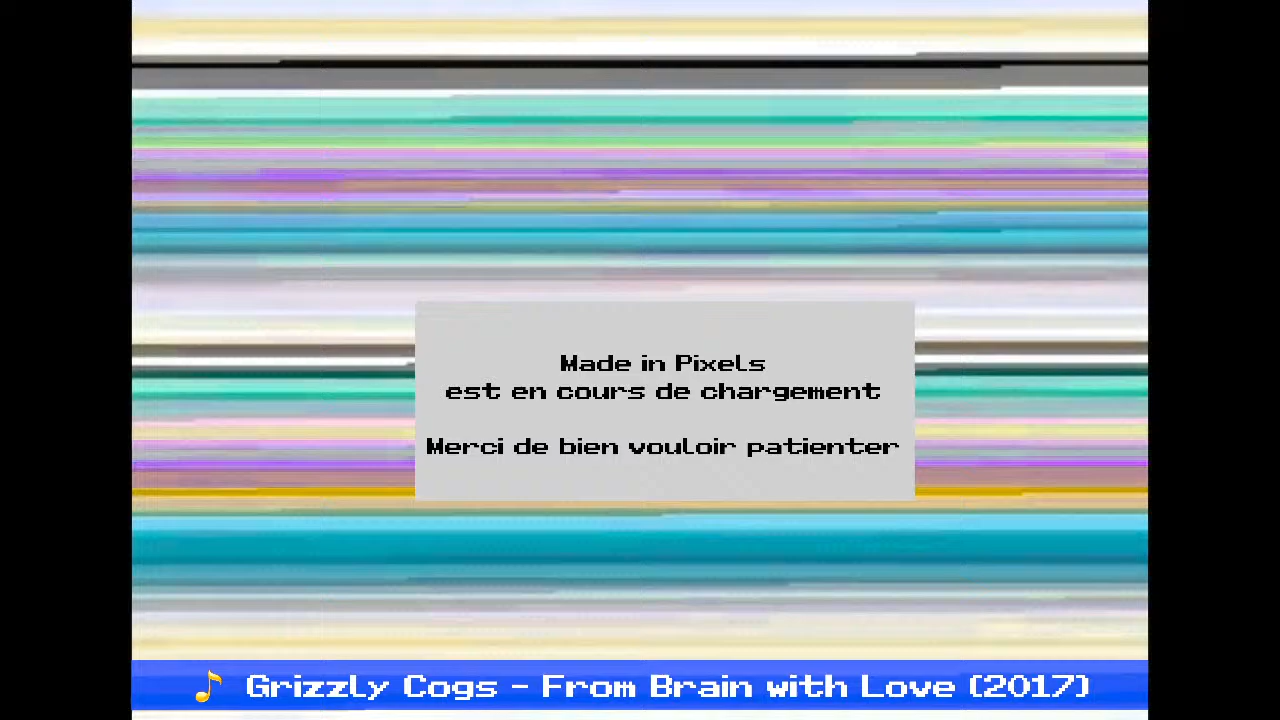 Made in Pixels
est en cours de chargement
Merci de bien vouloir patienter
🎵 Grizzly Cogs - From Brain with Love (2017)